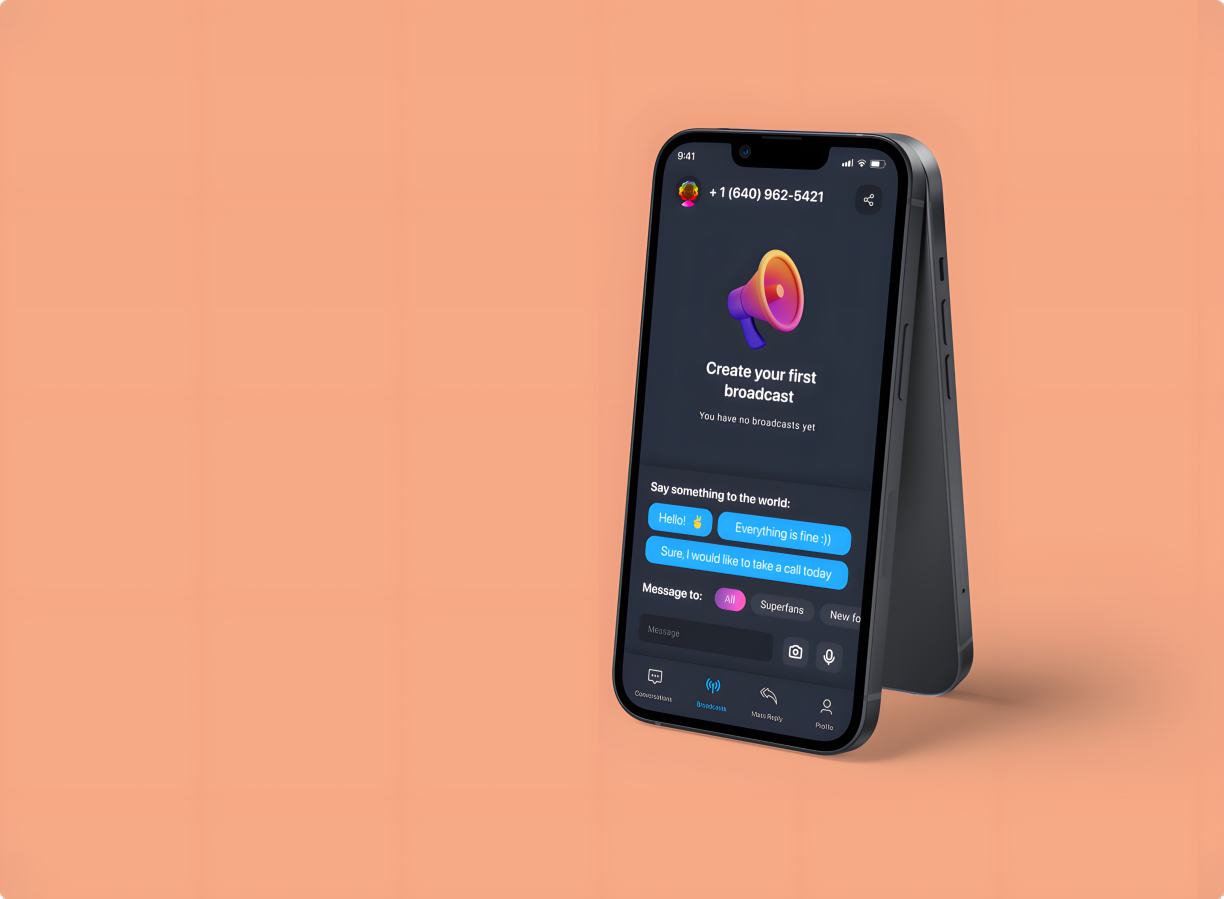 9:41
+ 1 (640) 962-5421
Create your first
broadcast
You have no broadcasts yet
Say something to the world:
Hello! ✌️ Everything is fine :))
Sure, I would like to take a call today
Message to: All Superfans New fo
Message
Conversations Broadcasts Mass Reply Profile